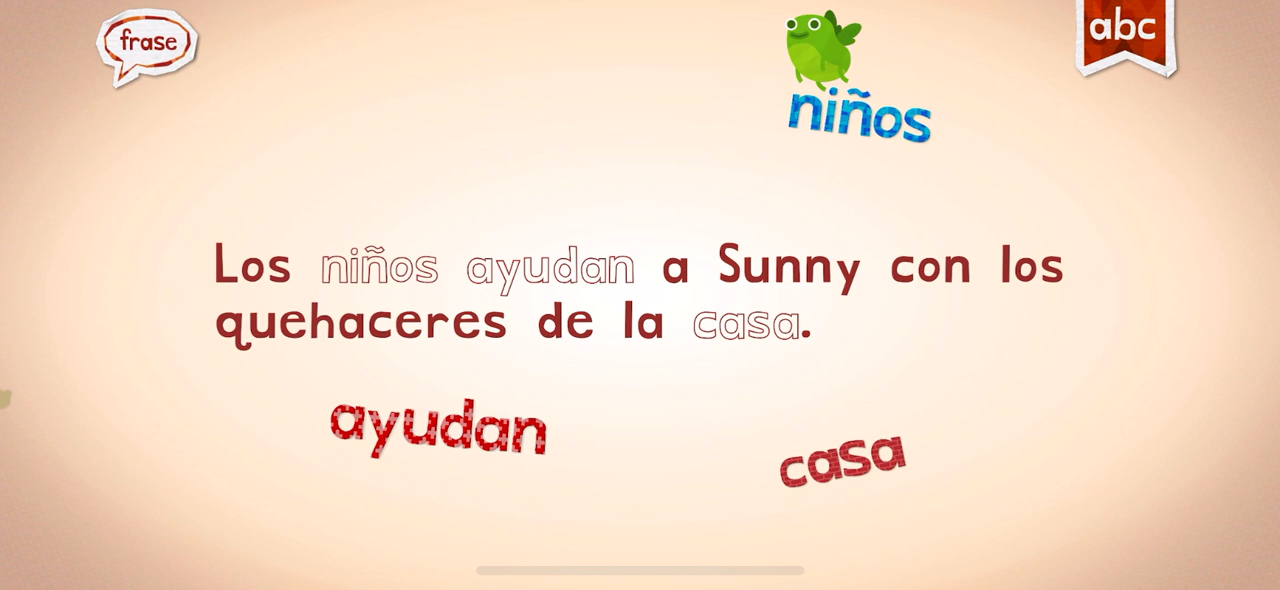 frase
abc
niños
Los niños ayudan a Sunny con los
quehaceres de la casa.
ayudan
casa